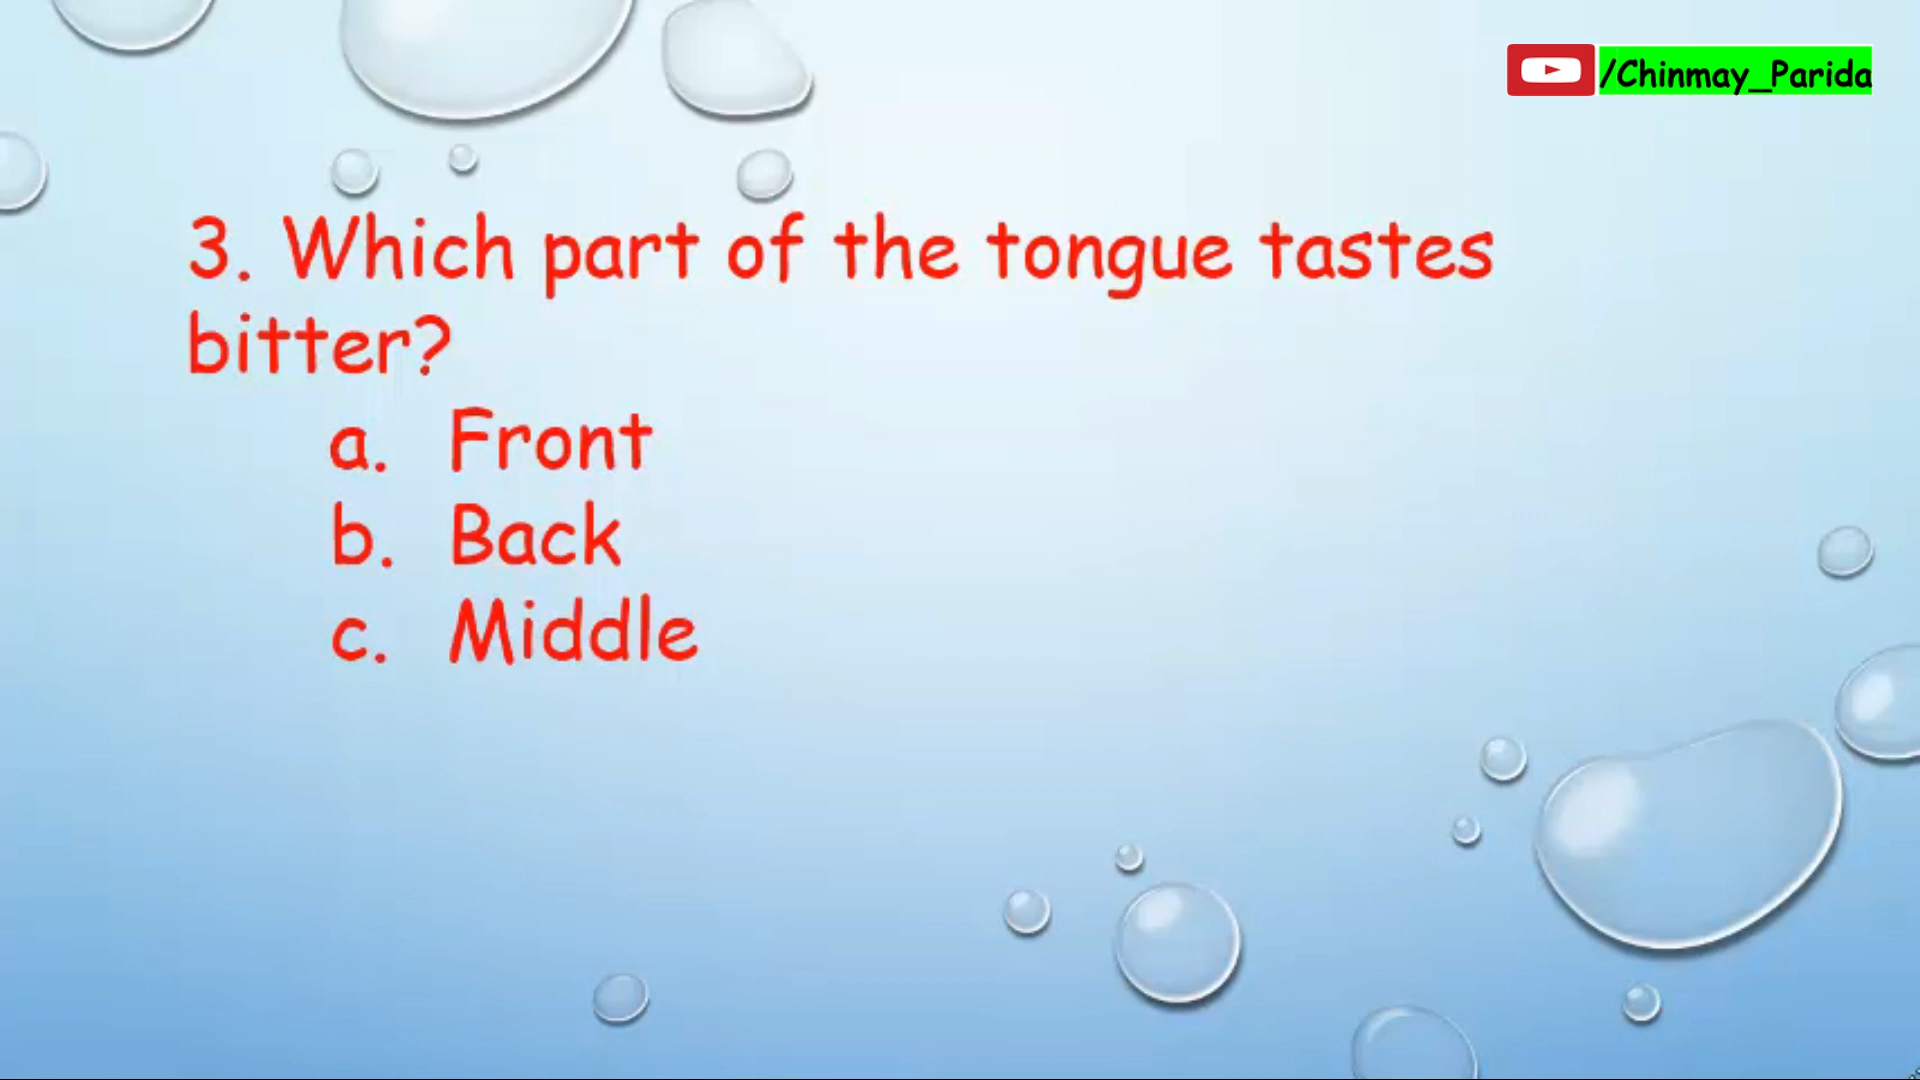 /Chinmay_Parida
3. Which part of the tongue tastes
bitter?
a. Front
b. Back
c. Middle